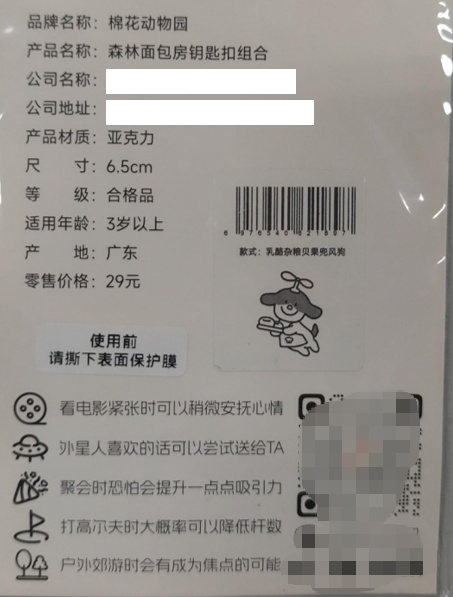 品牌名称：棉花动物园
产品名称：森林面包房钥匙扣组合
公司名称：
公司地址：
产品材质：亚克力
尺 寸：6.5cm
等 级：合格品
适用年龄：3岁以上
产 地：广东
零售价格：29元
款式：乳酪杂粮贝果兜风狗
使用前
请撕下表面保护膜
看电影紧张时可以稍微安抚心情
外星人喜欢的话可以尝试送给TA
聚会时恐怕会提升一点点吸引力
打高尔夫时大概率可以降低杆数
户外郊游时会有成为焦点的可能